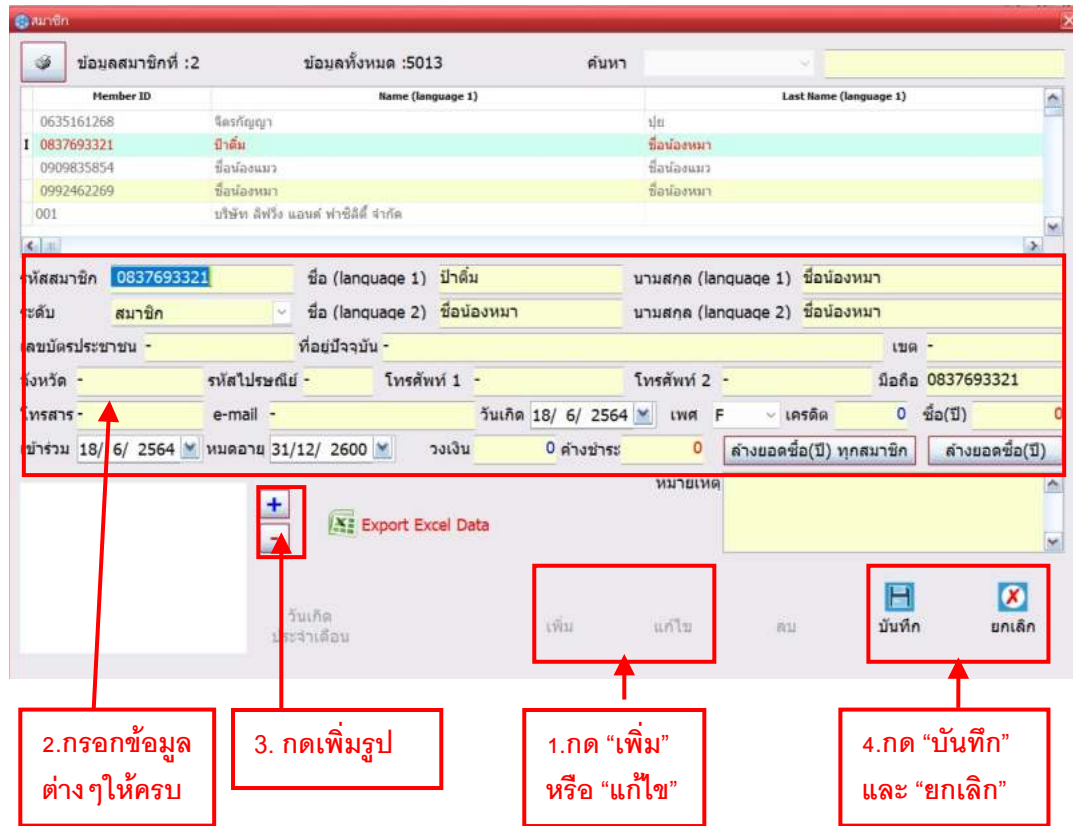 สมาชิก
ข้อมูลสมาชิกที่ :2 ข้อมูลทั้งหมด :5013 ค้นหา
Member ID Name (language 1) Last Name (language 1)
0635161268 จิตรกัญญา ปุย
I 0837693321 ป้าติ๋ม ชื่อน้องหมา
0909835854 ชื่อน้องแมว ชื่อน้องแมว
0992462269 ชื่อน้องหมา ชื่อน้องหมา
001 บริษัท ลิฟวิ่ง แอนด์ ฟาซิลิตี้ จำกัด
รหัสสมาชิก 0837693321 ชื่อ (language 1) ป้าติ๋ม นามสกุล (language 1) ชื่อน้องหมา
ระดับ สมาชิก ชื่อ (language 2) ชื่อน้องหมา นามสกุล (language 2) ชื่อน้องหมา
เลขบัตรประชาชน - ที่อยู่ปัจจุบัน - เขต -
จังหวัด - รหัสไปรษณีย์ - โทรศัพท์ 1 - โทรศัพท์ 2 - มือถือ 0837693321
โทรสาร - e-mail - วันเกิด 18/ 6/ 2564 เพศ F เครดิต 0 ซื้อ(ปี) 0
เข้าร่วม 18/ 6/ 2564 หมดอายุ 31/12/ 2600 วงเงิน 0 ค้างชำระ 0 ล้างยอดซื้อ(ปี) ทุกสมาชิก ล้างยอดซื้อ(ปี)
หมายเหตุ
+
-
Export Excel Data
วันเกิด
ประจำเดือน
เพิ่ม แก้ไข ลบ บันทึก ยกเลิก
2.กรอกข้อมูล
ต่างๆให้ครบ
3. กดเพิ่มรูป
1.กด “เพิ่ม”
หรือ “แก้ไข”
4.กด “บันทึก”
และ “ยกเลิก”